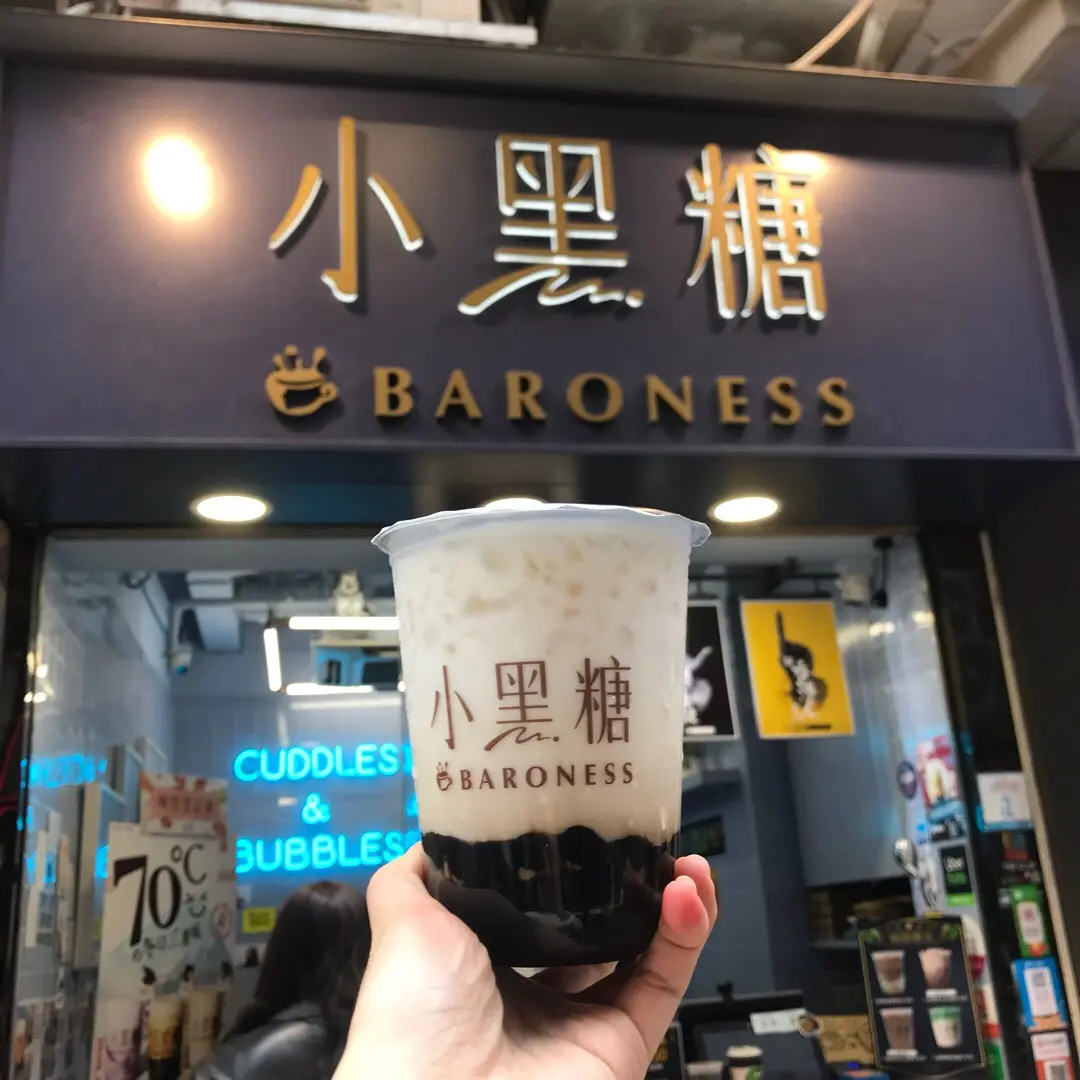 小黑糖
BARONESS
小黑糖
BARONESS
CUDDLES
&
BUBBLES
70°C